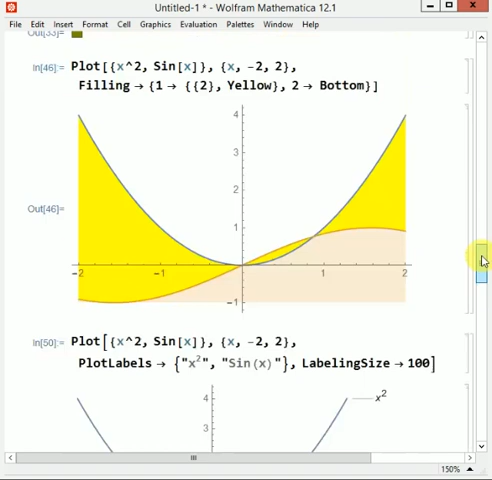 Untitled-1 * - Wolfram Mathematica 12.1
File Edit Insert Format Cell Graphics Evaluation Palettes Window Help
Out[33]=
In[46]:= Plot[{x^2, Sin[x]}, {x, -2, 2},
Filling → {1 → {{2}, Yellow}, 2 → Bottom}]
4
3
2
1
Out[46]=
-2 -1 1 2
-1
In[50]:= Plot[{x^2, Sin[x]}, {x, -2, 2},
PlotLabels → {"x²", "Sin(x)"}, LabelingSize → 100]
4
x²
3
150%